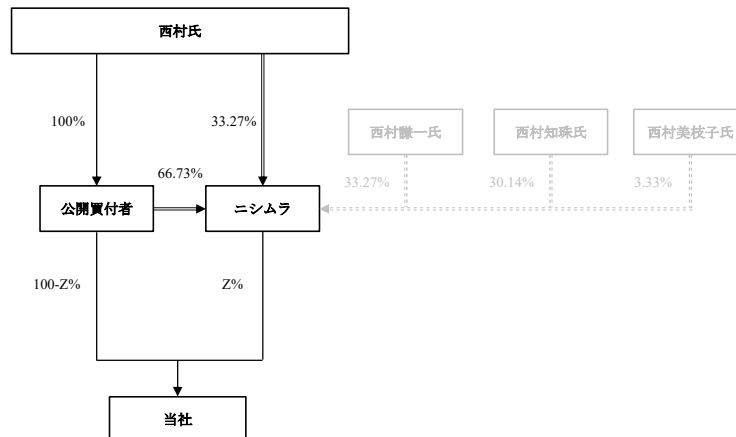 西村氏
100%
33.27%
西村謙一氏
西村知珠氏
西村美枝子氏
66.73%
33.27%
30.14%
3.33%
公開買付者
ニシムラ
100-Z%
Z%
当社